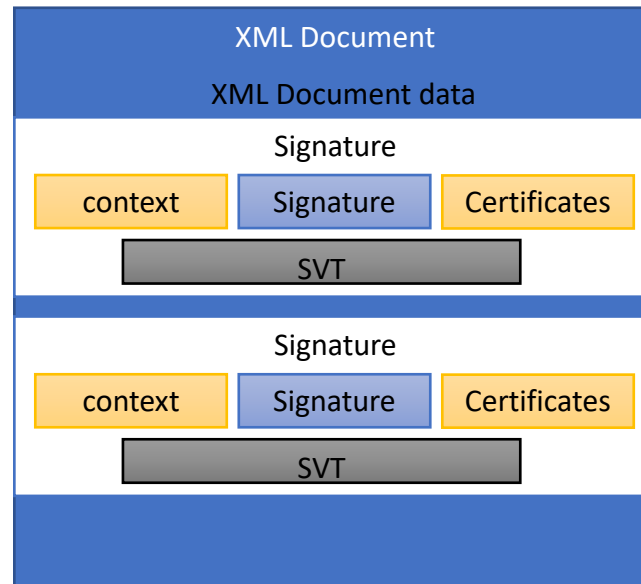 XML Document
XML Document data
Signature
context Signature Certificates
SVT
Signature
context Signature Certificates
SVT